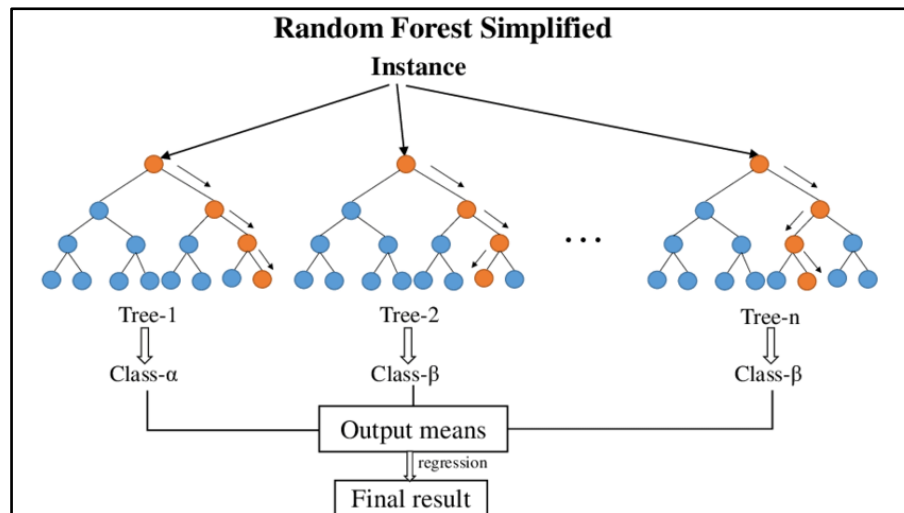 Random Forest Simplified
Instance
...
Tree-1 Tree-2 Tree-n
Class-α Class-β Class-β
Output means
regression
Final result